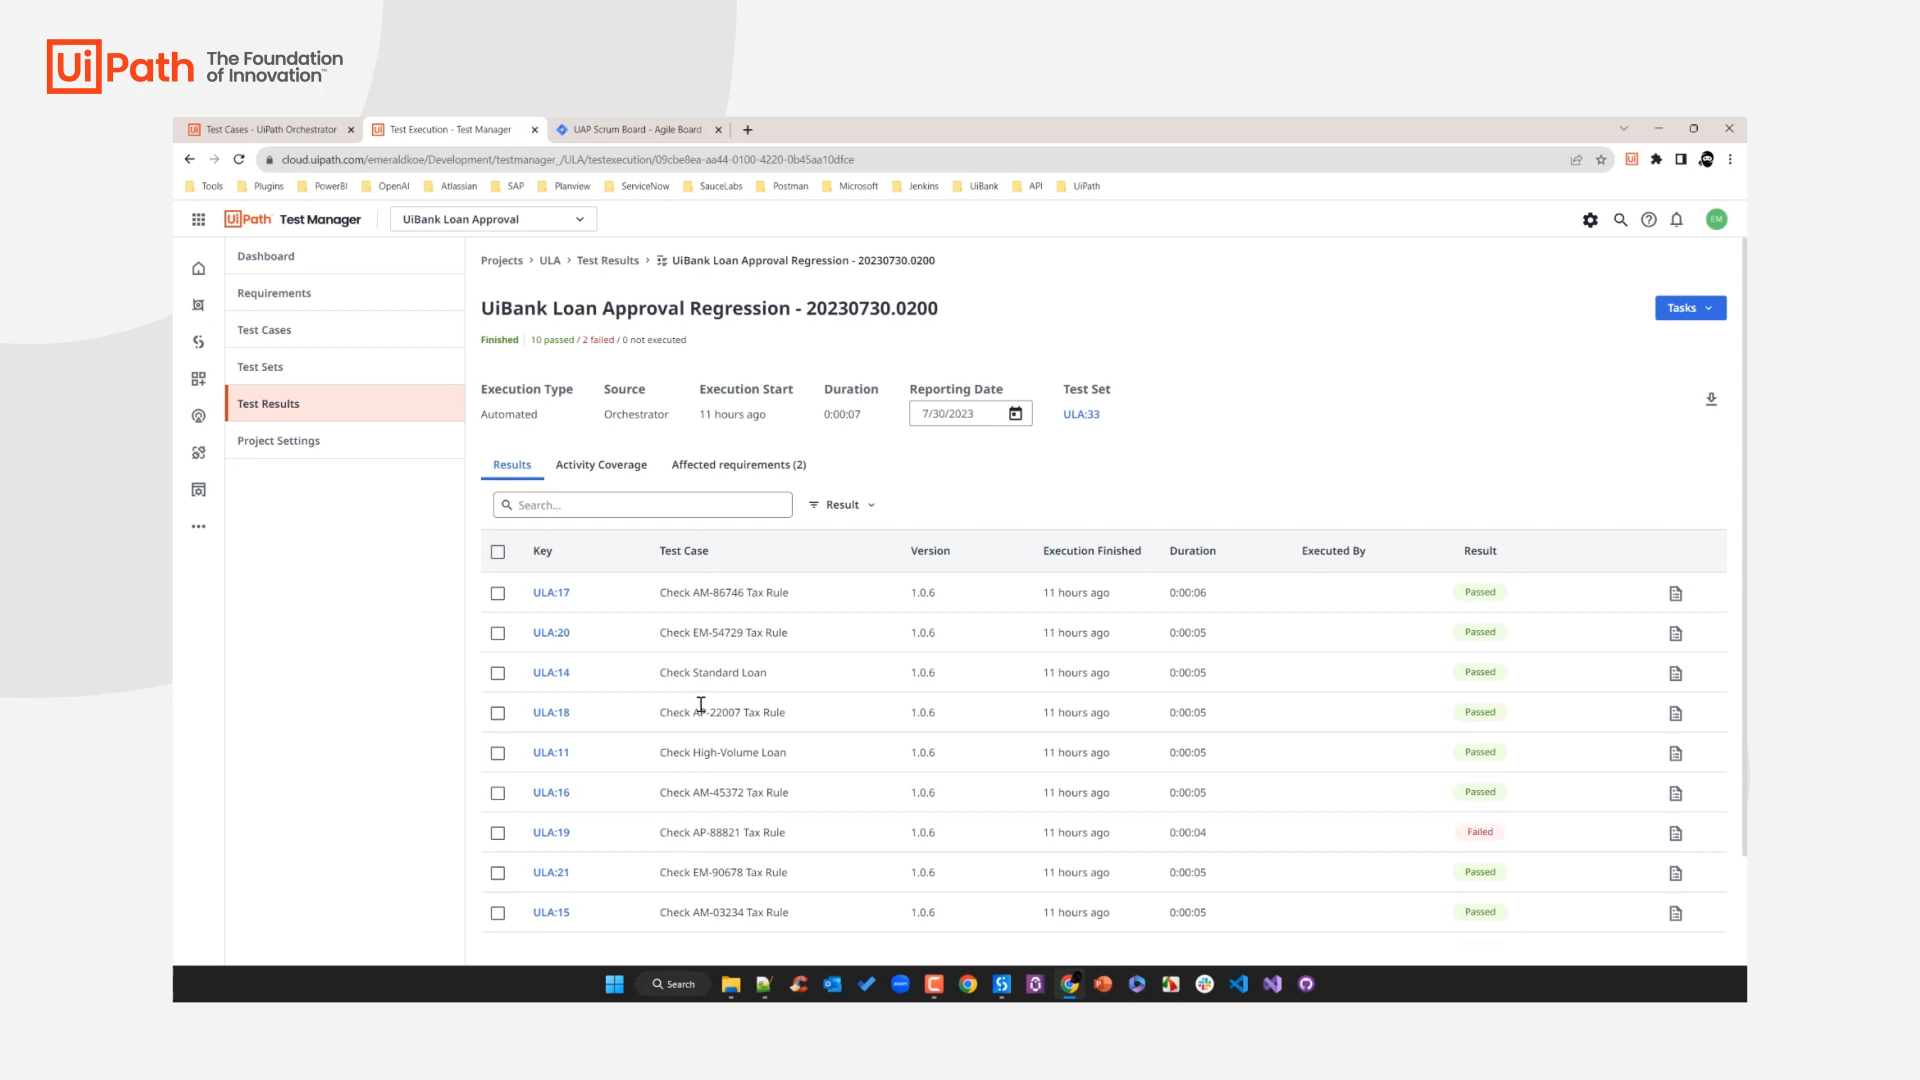 UiPath The Foundation
of Innovation™
Test Cases - UiPath Orchestrator
Test Execution - Test Manager
UAP Scrum Board - Agile Board
cloud.uipath.com/emeraldkoe/Development/testmanager_/ULA/testexecution/09cbe8ea-aa44-0100-4220-0b45aa10dfce
Tools Plugins PowerBI OpenAI Atlassian SAP Planview ServiceNow SauceLabs Postman Microsoft Jenkins UiBank API UiPath
UiPath Test Manager UiBank Loan Approval EM
Dashboard
Requirements
Test Cases
Test Sets
Test Results
Project Settings
Projects > ULA > Test Results > UiBank Loan Approval Regression - 20230730.0200
UiBank Loan Approval Regression - 20230730.0200
Tasks
Finished 10 passed / 2 failed / 0 not executed
Execution Type Source Execution Start Duration Reporting Date Test Set
Automated Orchestrator 11 hours ago 0:00:07 7/30/2023 ULA:33
Results Activity Coverage Affected requirements (2)
Search... Result
Key Test Case Version Execution Finished Duration Executed By Result
ULA:17 Check AM-86746 Tax Rule 1.0.6 11 hours ago 0:00:06 Passed
ULA:20 Check EM-54729 Tax Rule 1.0.6 11 hours ago 0:00:05 Passed
ULA:14 Check Standard Loan 1.0.6 11 hours ago 0:00:05 Passed
ULA:18 Check AP-22007 Tax Rule 1.0.6 11 hours ago 0:00:05 Passed
ULA:11 Check High-Volume Loan 1.0.6 11 hours ago 0:00:05 Passed
ULA:16 Check AM-45372 Tax Rule 1.0.6 11 hours ago 0:00:05 Passed
ULA:19 Check AP-88821 Tax Rule 1.0.6 11 hours ago 0:00:04 Failed
ULA:21 Check EM-90678 Tax Rule 1.0.6 11 hours ago 0:00:05 Passed
ULA:15 Check AM-03234 Tax Rule 1.0.6 11 hours ago 0:00:05 Passed
Search